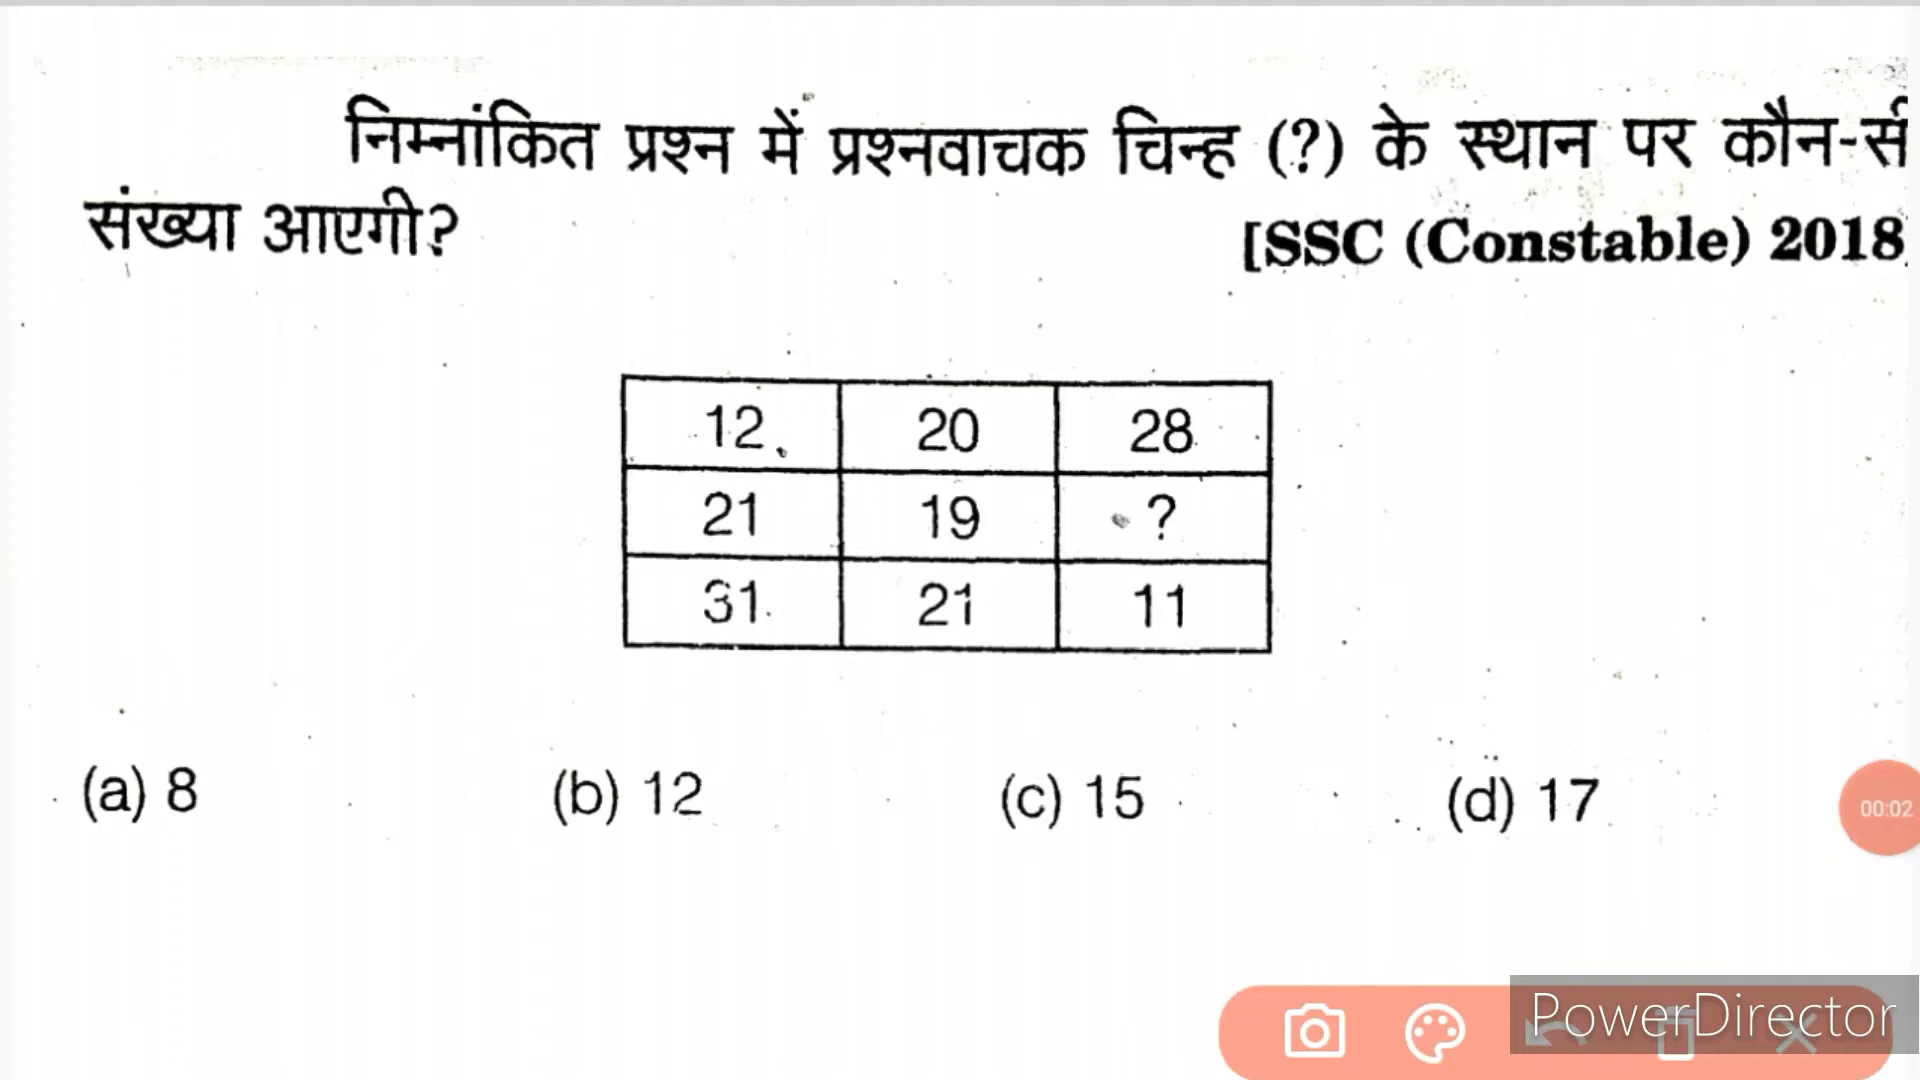 निम्नांकित प्रश्न में प्रश्नवाचक चिन्ह (?) के स्थान पर कौन-सी
संख्या आएगी?
[SSC (Constable) 2018]
12 20 28
21 19 ?
31 21 11
(a) 8 (b) 12 (c) 15 (d) 17
00:02
PowerDirector